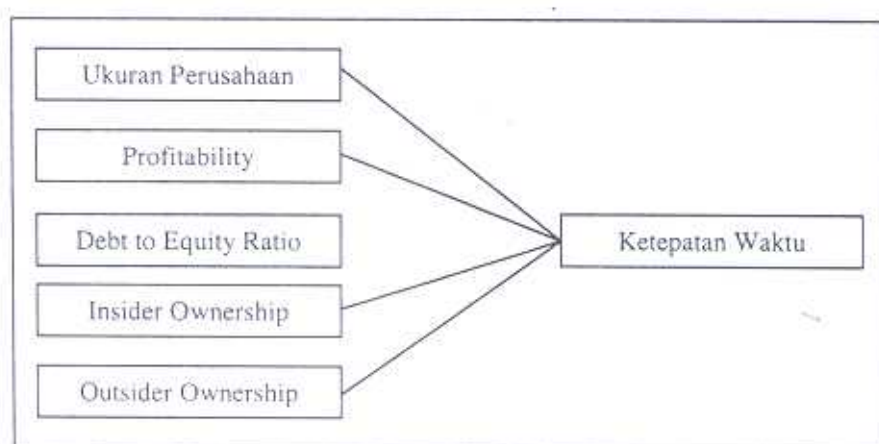 Ukuran Perusahaan
Profitability
Debt to Equity Ratio
Insider Ownership
Outsider Ownership
Ketepatan Waktu